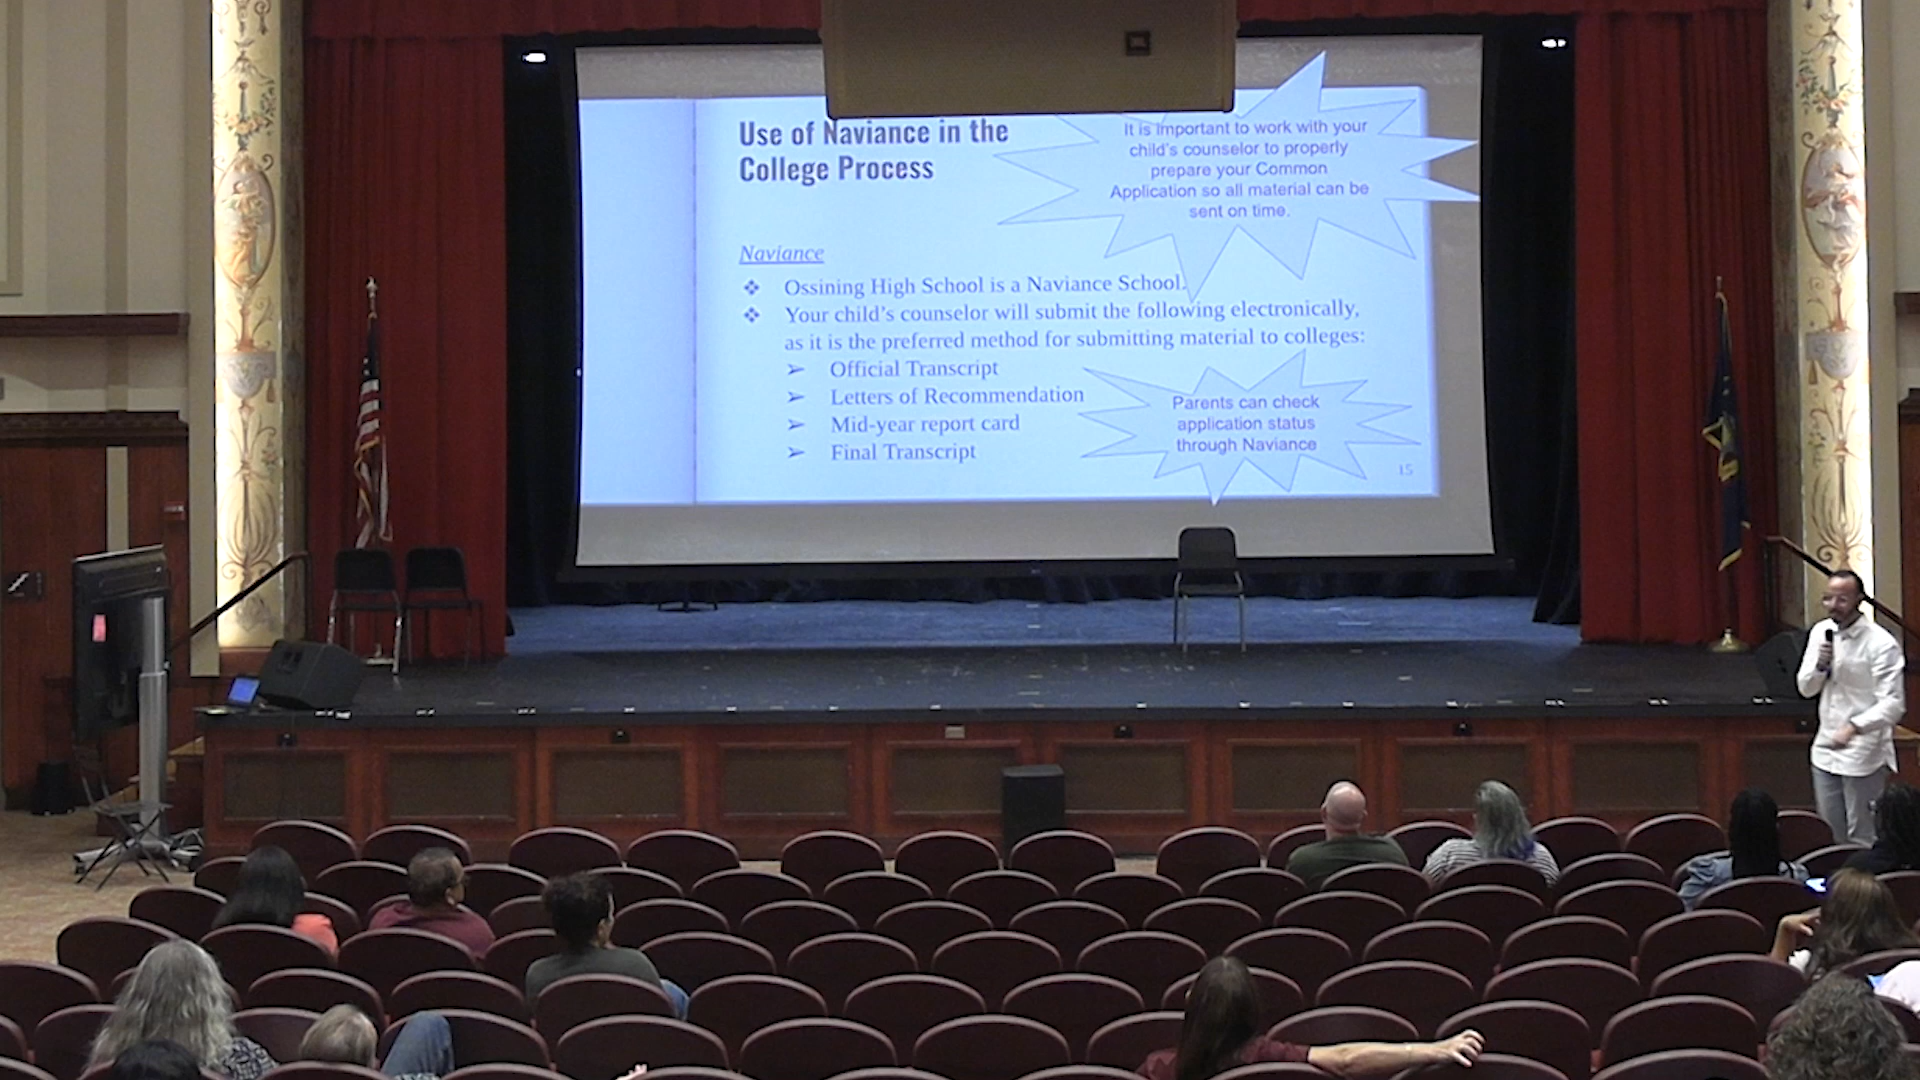 Use of Naviance in the
College Process
It is important to work with your
child's counselor to properly
prepare your Common
Application so all material can be
sent on time.
Naviance
❖ Ossining High School is a Naviance School.
❖ Your child's counselor will submit the following electronically,
as it is the preferred method for submitting material to colleges:
➢ Official Transcript
➢ Letters of Recommendation
➢ Mid-year report card
➢ Final Transcript
Parents can check
application status
through Naviance
15